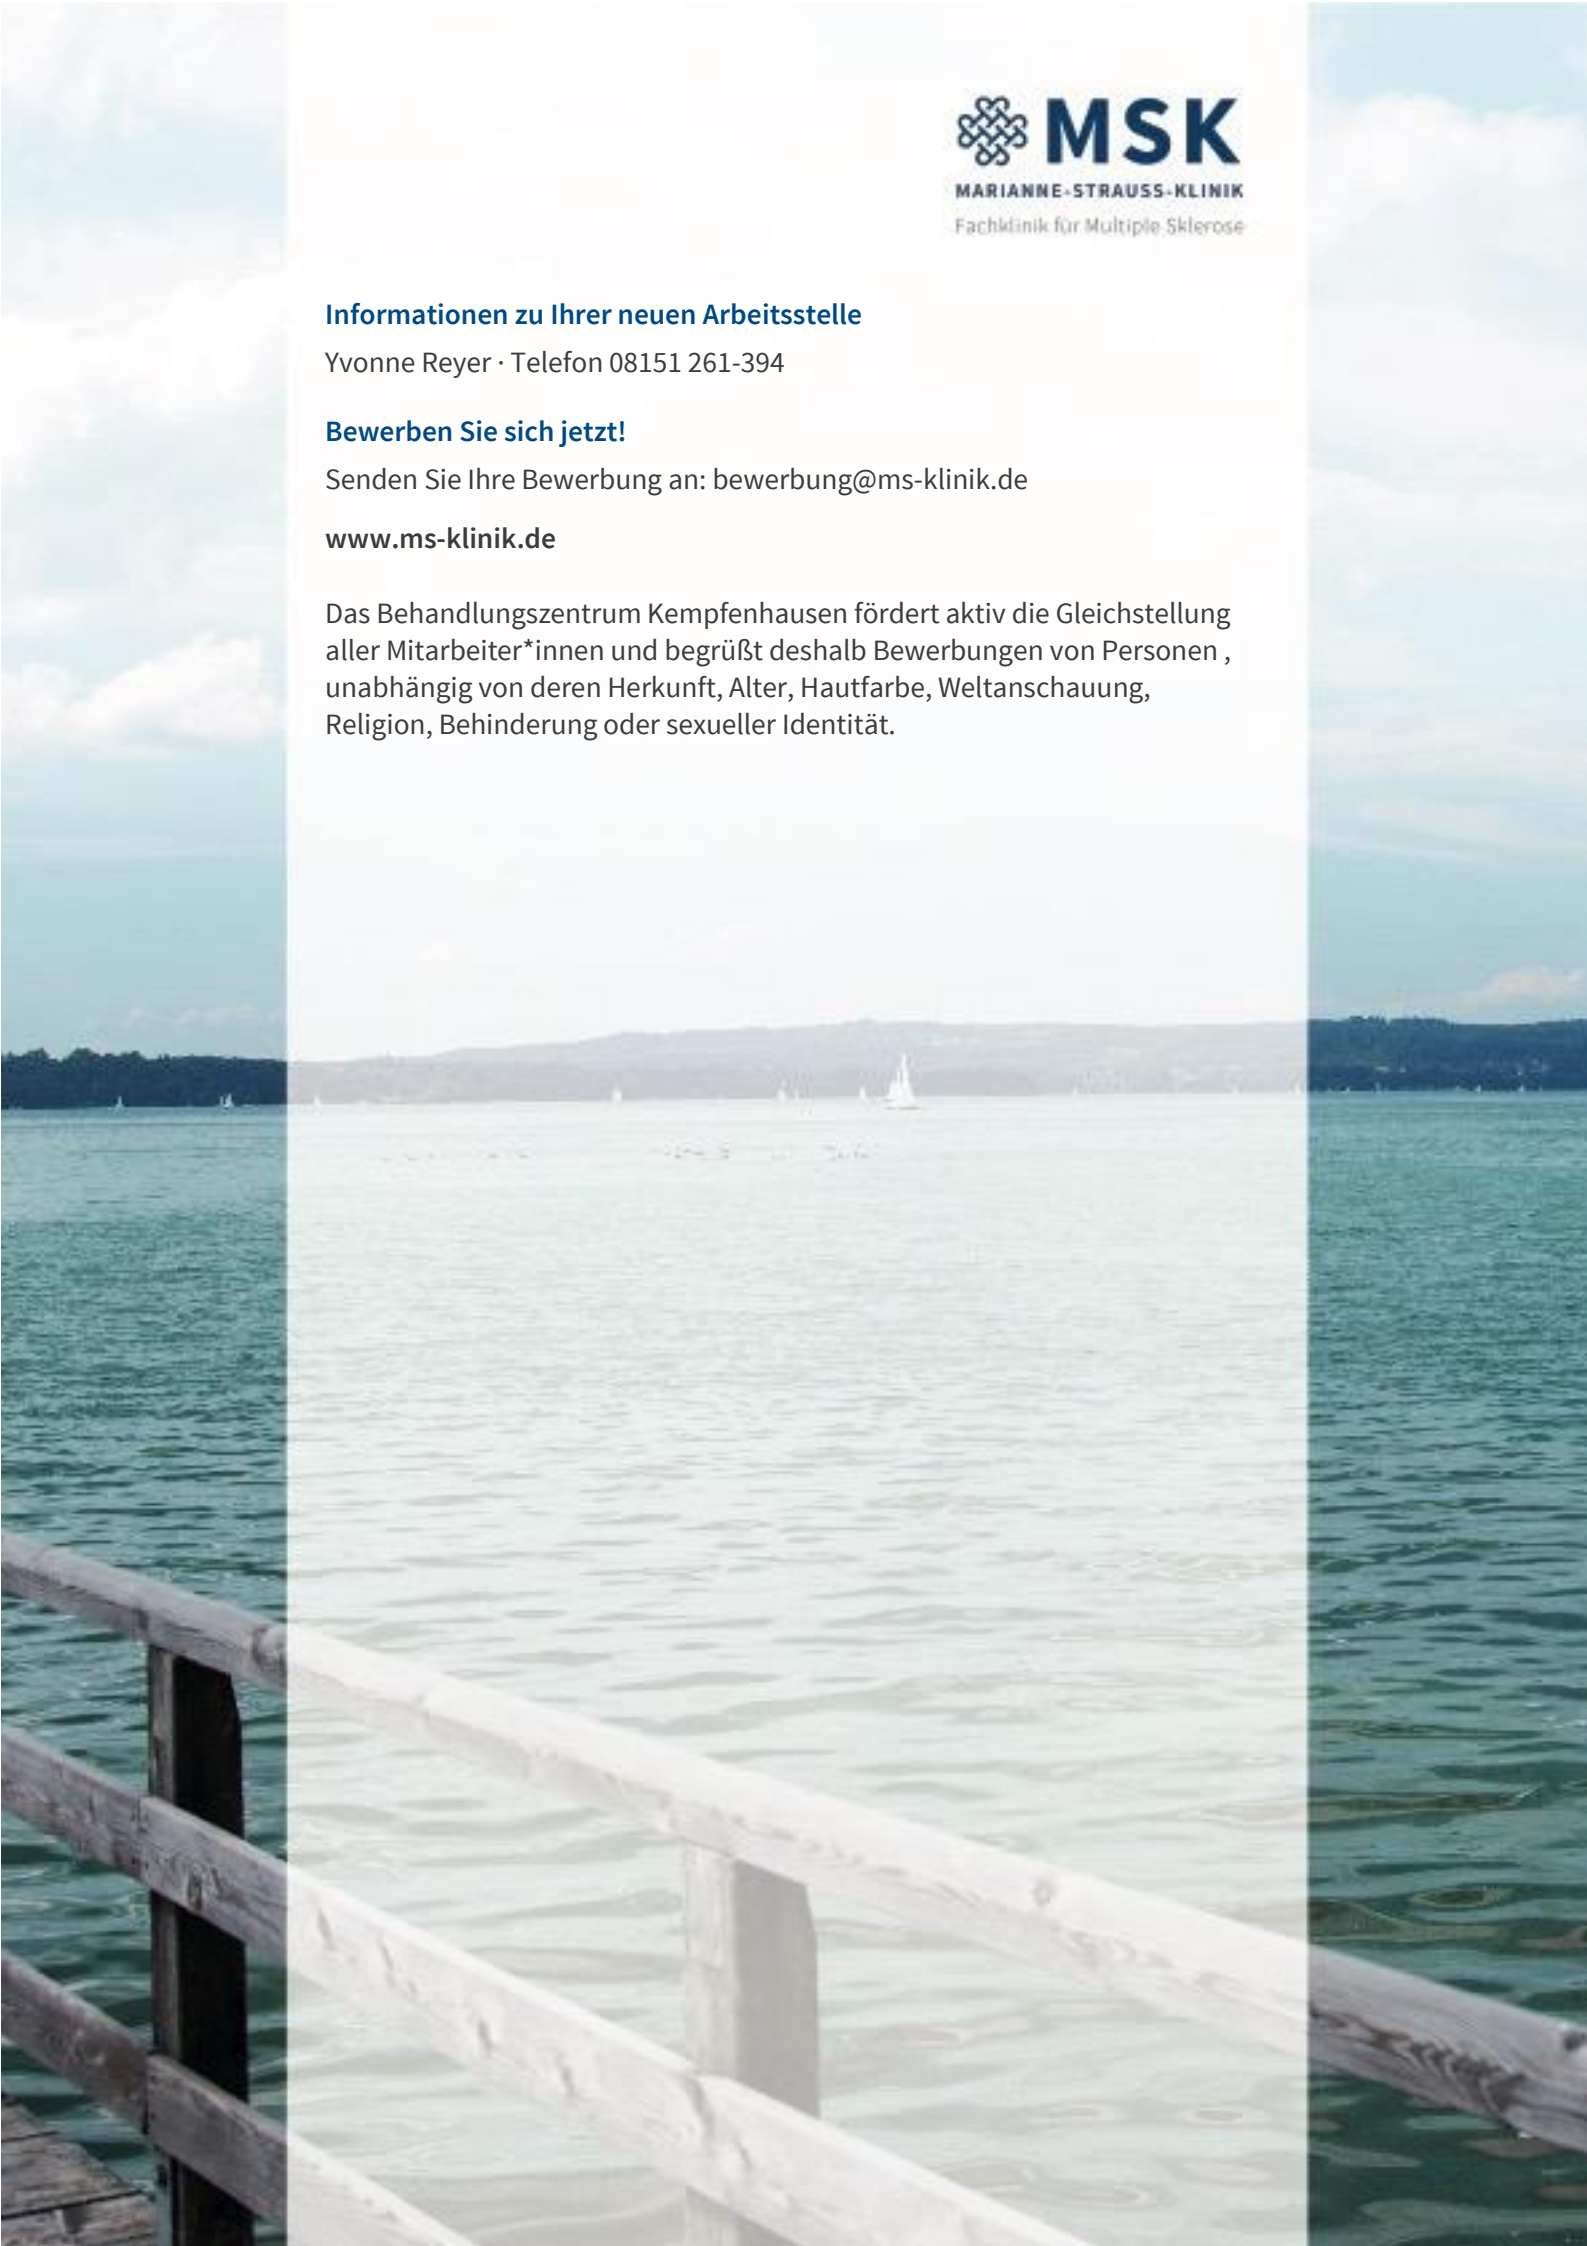 MSK
MARIANNE-STRAUSS-KLINIK
Fachklinik für Multiple Sklerose
Informationen zu Ihrer neuen Arbeitsstelle
Yvonne Reyer · Telefon 08151 261-394
Bewerben Sie sich jetzt!
Senden Sie Ihre Bewerbung an: bewerbung@ms-klinik.de
www.ms-klinik.de
Das Behandlungszentrum Kempfenhausen fördert aktiv die Gleichstellung
aller Mitarbeiter*innen und begrüßt deshalb Bewerbungen von Personen ,
unabhängig von deren Herkunft, Alter, Hautfarbe, Weltanschauung,
Religion, Behinderung oder sexueller Identität.